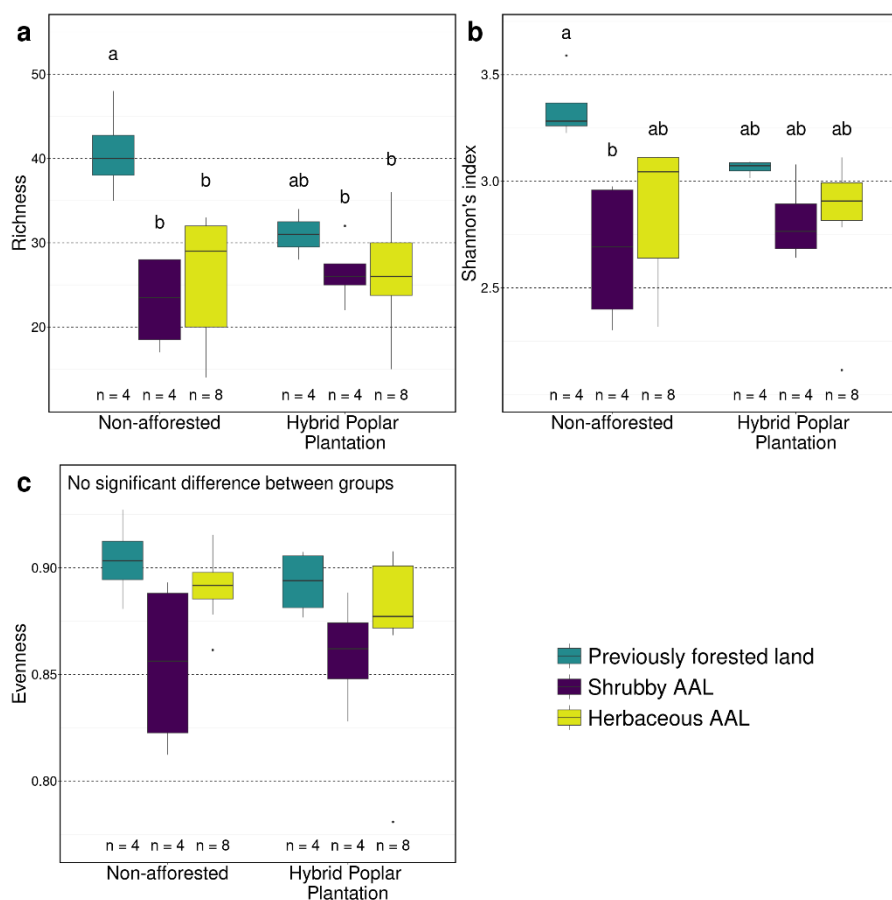 a
Richness
50
40
30
20
a
b
b
ab
b
b
n = 4
n = 4
n = 8
n = 4
n = 4
n = 8
Non-afforested
Hybrid Poplar
Plantation
b
Shannon's index
3.5
3.0
2.5
a
b
ab
ab
ab
ab
n = 4
n = 4
n = 8
n = 4
n = 4
n = 8
Non-afforested
Hybrid Poplar
Plantation
c
No significant difference between groups
Evenness
0.90
0.85
0.80
n = 4
n = 4
n = 8
n = 4
n = 4
n = 8
Non-afforested
Hybrid Poplar
Plantation
Previously forested land
Shrubby AAL
Herbaceous AAL